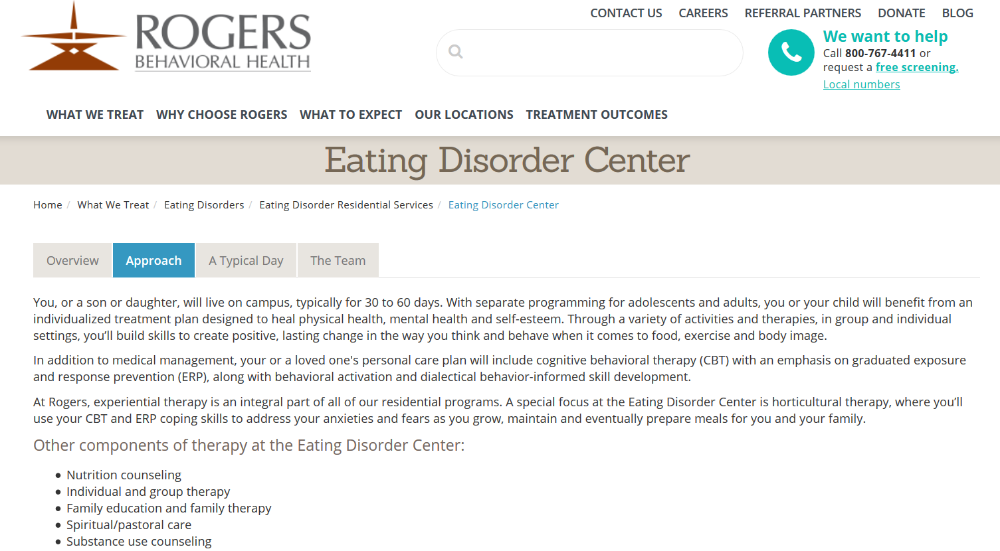 ROGERS
BEHAVIORAL HEALTH
CONTACT US CAREERS REFERRAL PARTNERS DONATE BLOG
We want to help
Call 800-767-4411 or
request a free screening.
Local numbers
WHAT WE TREAT WHY CHOOSE ROGERS WHAT TO EXPECT OUR LOCATIONS TREATMENT OUTCOMES
Eating Disorder Center
Home / What We Treat / Eating Disorders / Eating Disorder Residential Services / Eating Disorder Center
Overview Approach A Typical Day The Team
You, or a son or daughter, will live on campus, typically for 30 to 60 days. With separate programming for adolescents and adults, you or your child will benefit from an
individualized treatment plan designed to heal physical health, mental health and self-esteem. Through a variety of activities and therapies, in group and individual
settings, you’ll build skills to create positive, lasting change in the way you think and behave when it comes to food, exercise and body image.
In addition to medical management, your or a loved one's personal care plan will include cognitive behavioral therapy (CBT) with an emphasis on graduated exposure
and response prevention (ERP), along with behavioral activation and dialectical behavior-informed skill development.
At Rogers, experiential therapy is an integral part of all of our residential programs. A special focus at the Eating Disorder Center is horticultural therapy, where you’ll
use your CBT and ERP coping skills to address your anxieties and fears as you grow, maintain and eventually prepare meals for you and your family.
Other components of therapy at the Eating Disorder Center:
• Nutrition counseling
• Individual and group therapy
• Family education and family therapy
• Spiritual/pastoral care
• Substance use counseling